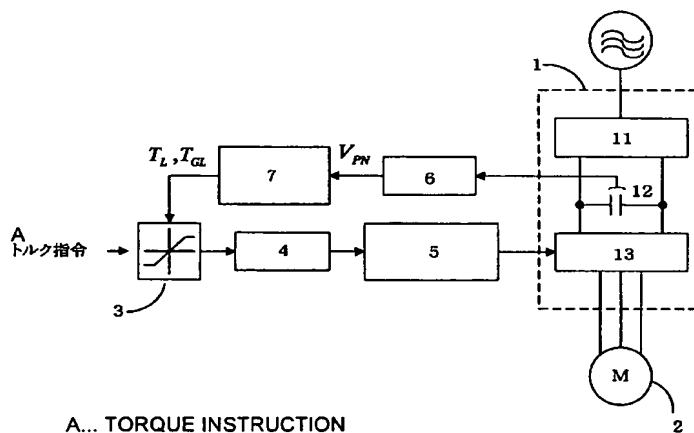 1
11
T_L , T_GL
V_PN
7
6
12
A
トルク指令
4
5
13
3
M
2
A... TORQUE INSTRUCTION